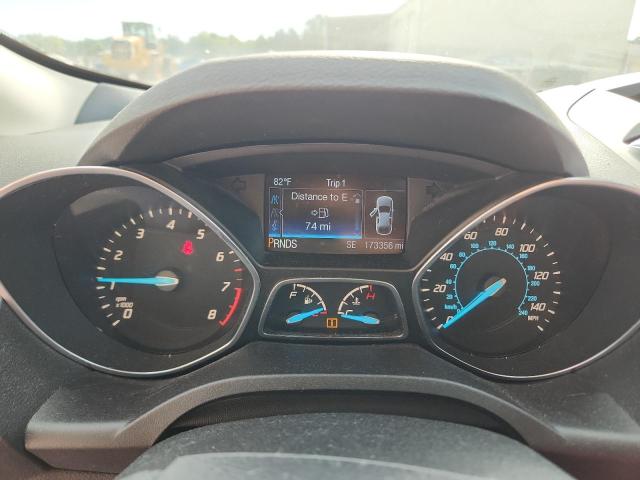 82°F Trip 1
Distance to E
74 mi
PRNDS SE 173356 mi
0 1 2 3 4 5 6 7 8
rpm
x1000
F E
H C
0 20 40 60 80 100 120 140
MPH
km/h